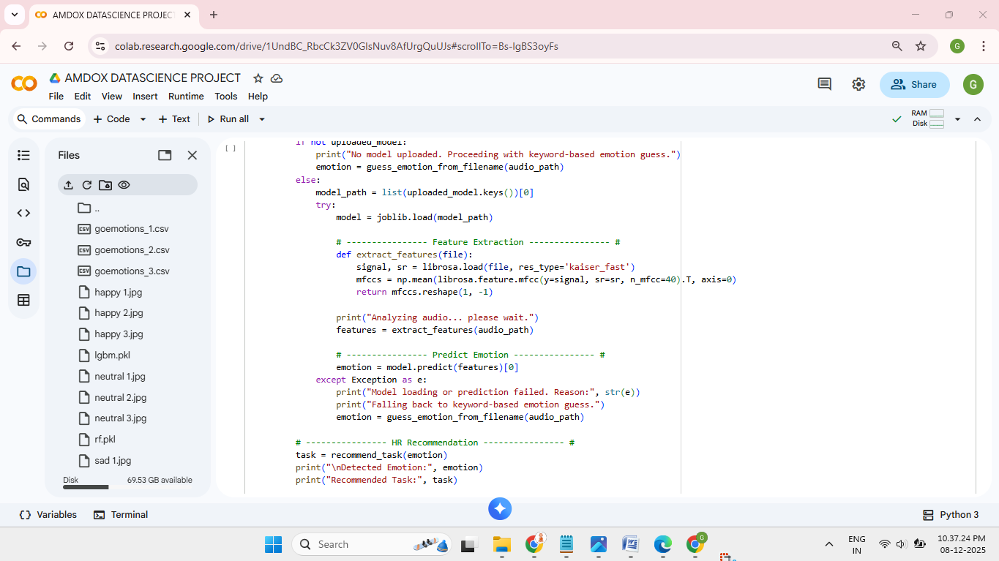 AMDOX DATASCIENCE PROJECT
colab.research.google.com/drive/1UndBC_RbcCk3ZV0GIsNuv8AfUrgQuUJs#scrollTo=Bs-IgBS3oyFs
G
AMDOX DATASCIENCE PROJECT
File Edit View Insert Runtime Tools Help
Share
G
Commands + Code + Text Run all
RAM
Disk
Files
..
goemotions_1.csv
goemotions_2.csv
goemotions_3.csv
happy 1.jpg
happy 2.jpg
happy 3.jpg
lgbm.pkl
neutral 1.jpg
neutral 2.jpg
neutral 3.jpg
rf.pkl
sad 1.jpg
Disk 69.53 GB available
[ ]
if not uploaded_model:
print("No model uploaded. Proceeding with keyword-based emotion guess.")
emotion = guess_emotion_from_filename(audio_path)
else:
model_path = list(uploaded_model.keys())[0]
try:
model = joblib.load(model_path)
# ---------------- Feature Extraction ---------------- #
def extract_features(file):
signal, sr = librosa.load(file, res_type='kaiser_fast')
mfccs = np.mean(librosa.feature.mfcc(y=signal, sr=sr, n_mfcc=40).T, axis=0)
return mfccs.reshape(1, -1)
print("Analyzing audio... please wait.")
features = extract_features(audio_path)
# ---------------- Predict Emotion ---------------- #
emotion = model.predict(features)[0]
except Exception as e:
print("Model loading or prediction failed. Reason:", str(e))
print("Falling back to keyword-based emotion guess.")
emotion = guess_emotion_from_filename(audio_path)
# ---------------- HR Recommendation ---------------- #
task = recommend_task(emotion)
print("\nDetected Emotion:", emotion)
print("Recommended Task:", task)
Variables Terminal
Python 3
Search
ENG
IN
10.37.24 PM
08-12-2025